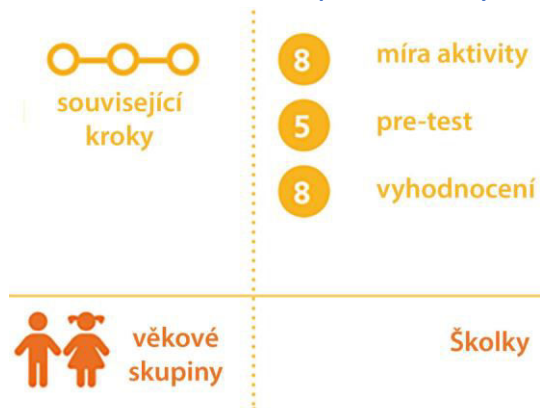 související
kroky
8 míra aktivity
5 pre-test
8 vyhodnocení
věkové
skupiny
Školky